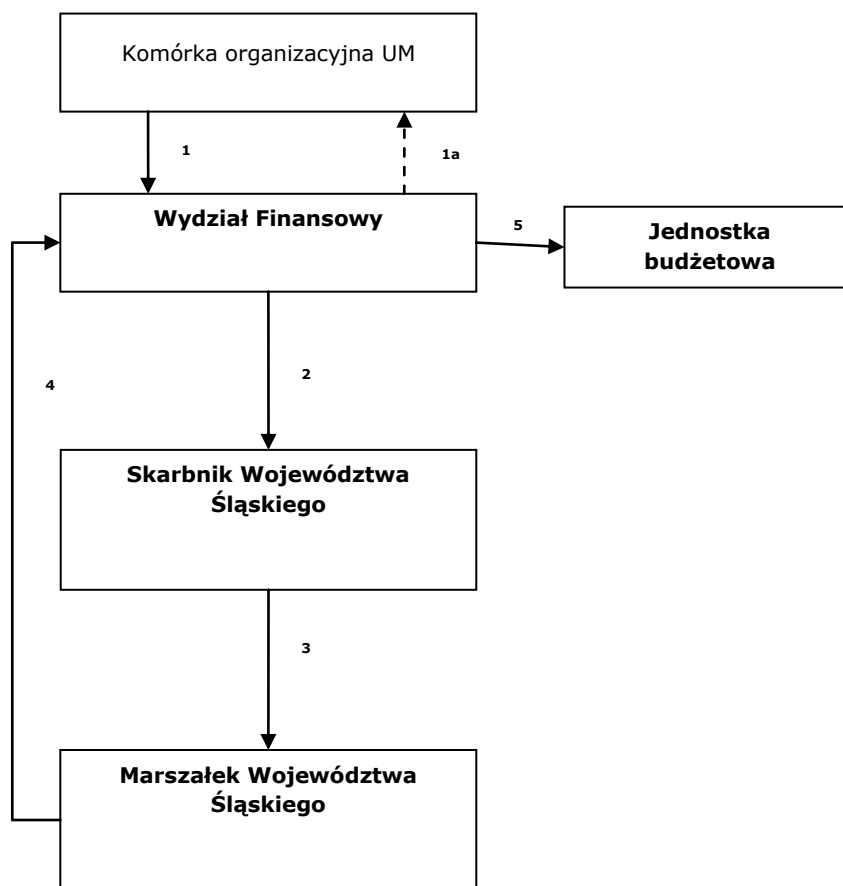 Komórka organizacyjna UM
1
1a
Wydział Finansowy
5
Jednostka
budżetowa
4
2
Skarbnik Województwa
Śląskiego
3
Marszałek Województwa
Śląskiego